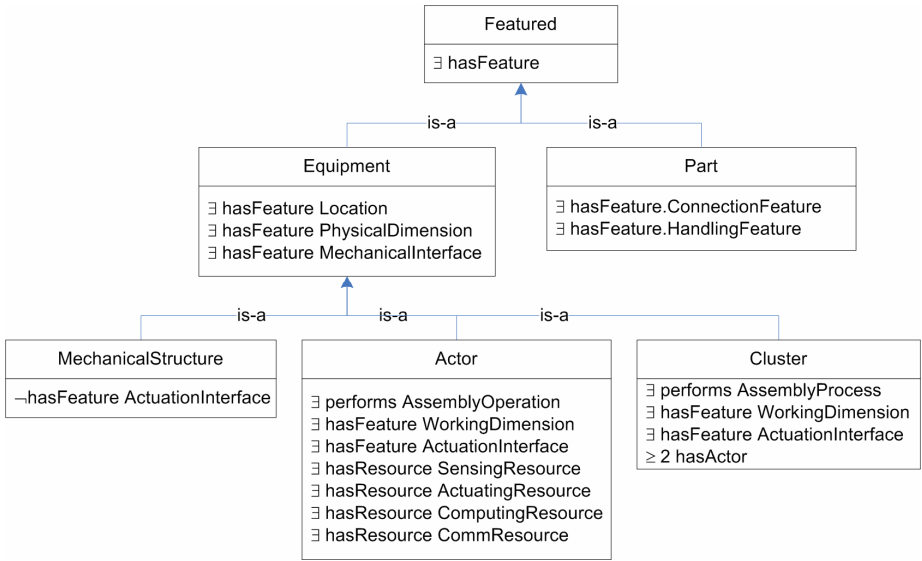 Featured
∃ hasFeature
is-a
is-a
Equipment
∃ hasFeature Location
∃ hasFeature PhysicalDimension
∃ hasFeature MechanicalInterface
Part
∃ hasFeature.ConnectionFeature
∃ hasFeature.HandlingFeature
is-a
is-a
is-a
MechanicalStructure
¬hasFeature ActuationInterface
Actor
∃ performs AssemblyOperation
∃ hasFeature WorkingDimension
∃ hasFeature ActuationInterface
∃ hasResource SensingResource
∃ hasResource ActuatingResource
∃ hasResource ComputingResource
∃ hasResource CommResource
Cluster
∃ performs AssemblyProcess
∃ hasFeature WorkingDimension
∃ hasFeature ActuationInterface
≥ 2 hasActor